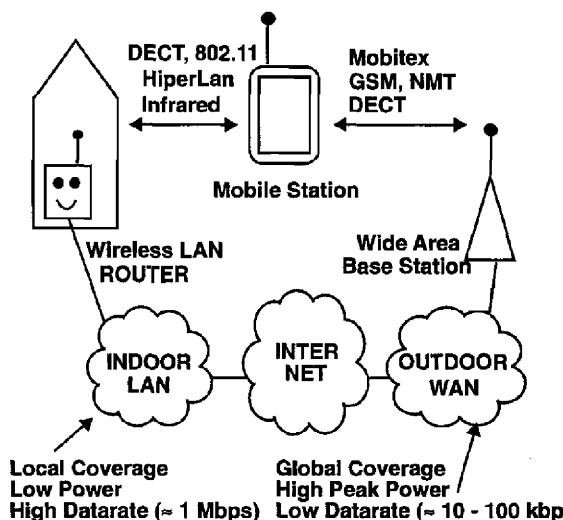 DECT, 802.11
HiperLan
Infrared
Mobitex
GSM, NMT
DECT
Mobile Station
Wireless LAN
ROUTER
Wide Area
Base Station
INDOOR
LAN
INTER
NET
OUTDOOR
WAN
Local Coverage
Low Power
High Datarate (≈ 1 Mbps)
Global Coverage
High Peak Power
Low Datarate (≈ 10 - 100 kbp